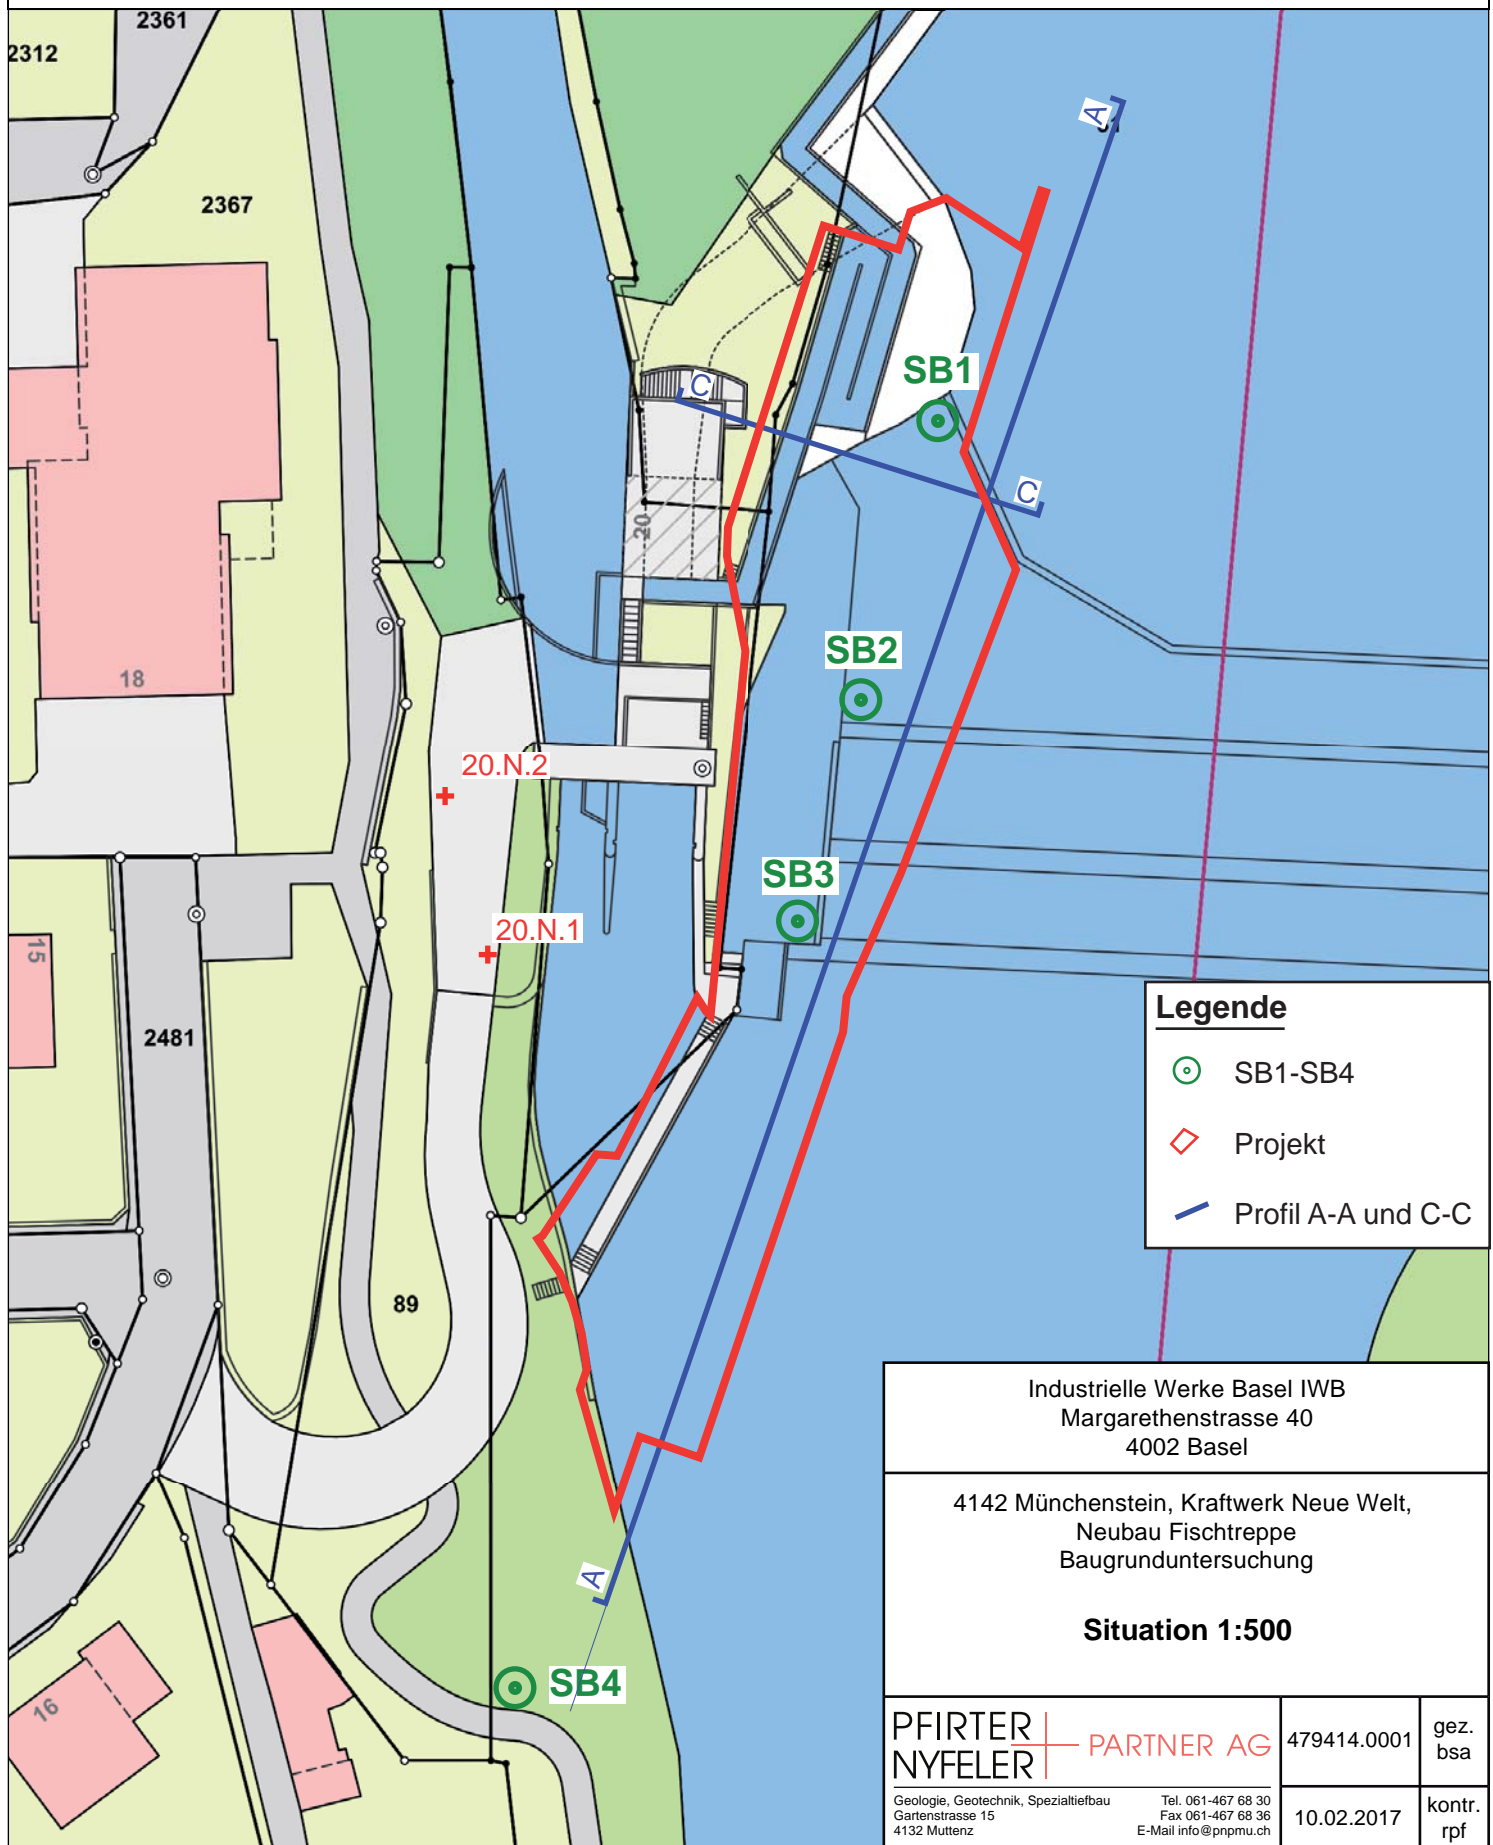 2361
2312
2367
A
SB1
C
C
20
18
SB2
20.N.2
SB3
20.N.1
15
2481
89
A
SB4
16
Legende
SB1-SB4
Projekt
Profil A-A und C-C
Industrielle Werke Basel IWB
Margarethenstrasse 40
4002 Basel
4142 Münchenstein, Kraftwerk Neue Welt,
Neubau Fischtreppe
Baugrunduntersuchung
Situation 1:500
PFIRTER
NYFELER
PARTNER AG
Geologie, Geotechnik, Spezialtiefbau
Gartenstrasse 15
4132 Muttenz
Tel. 061-467 68 30
Fax 061-467 68 36
E-Mail info@pnpmu.ch
479414.0001
gez.
bsa
10.02.2017
kontr.
rpf